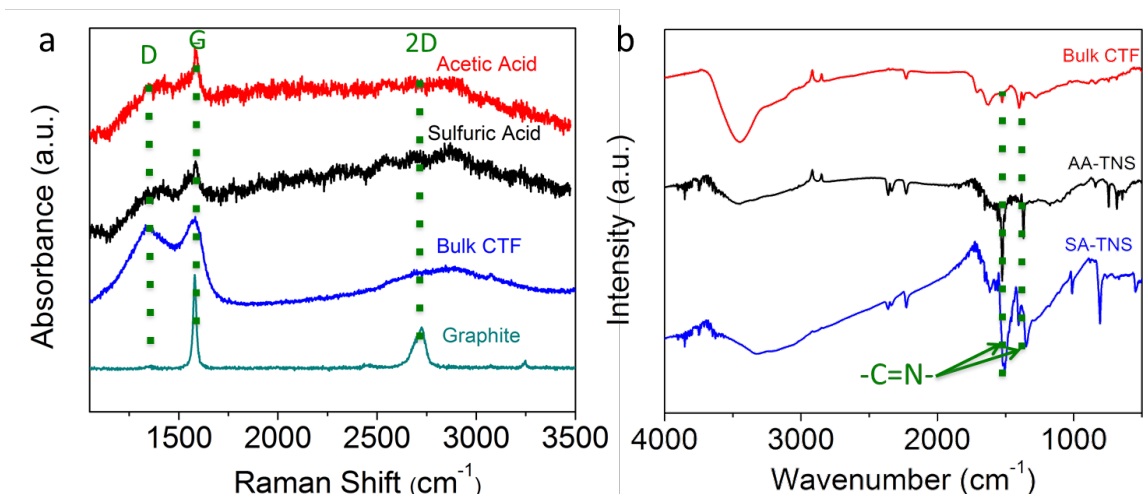 a
D
G
2D
Acetic Acid
Sulfuric Acid
Bulk CTF
Graphite
Absorbance (a.u.)
1500 2000 2500 3000 3500
Raman Shift (cm⁻¹)
b
Bulk CTF
AA-TNS
SA-TNS
-C=N-
Intensity (a.u.)
4000 3000 2000 1000
Wavenumber (cm⁻¹)